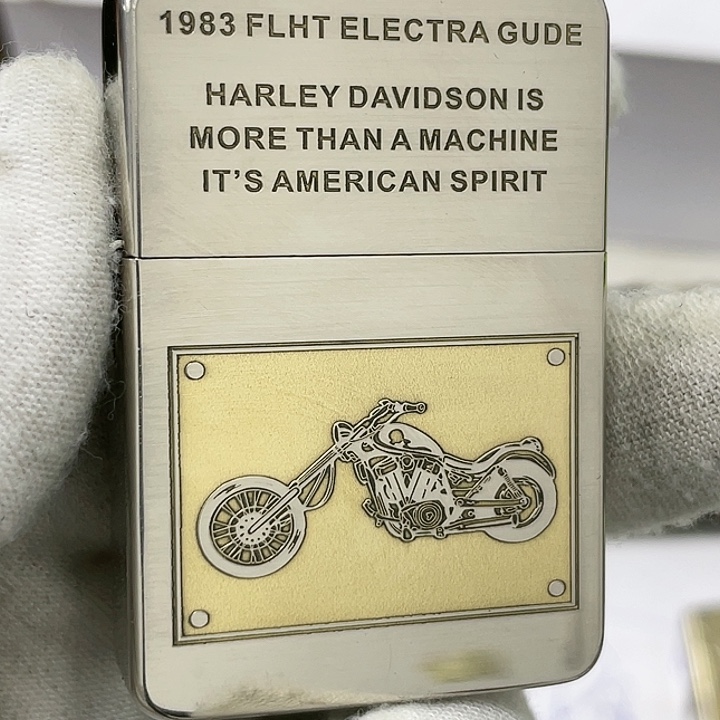 1983 FLHT ELECTRA GUDE
HARLEY DAVIDSON IS
MORE THAN A MACHINE
IT'S AMERICAN SPIRIT